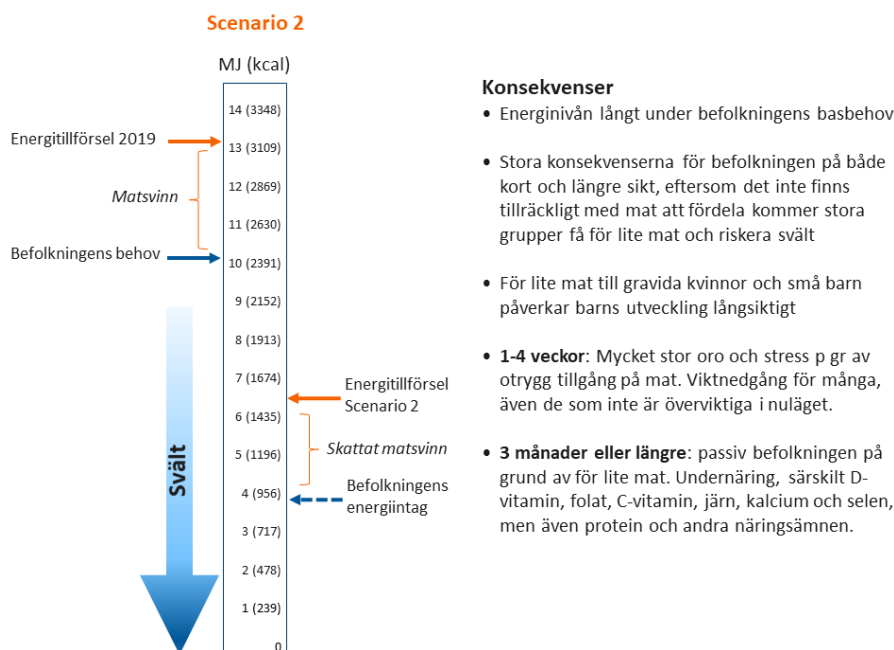 Scenario 2
MJ (kcal)
14 (3348)
Energitillförsel 2019
13 (3109)
12 (2869)
Matsvinn
11 (2630)
Befolkningens behov
10 (2391)
9 (2152)
8 (1913)
7 (1674)
Energitillförsel
Scenario 2
6 (1435)
5 (1196)
Skattat matsvinn
4 (956)
Befolkningens
energiintag
3 (717)
2 (478)
1 (239)
0
Svält
Konsekvenser
• Energinivån långt under befolkningens basbehov
• Stora konsekvenserna för befolkningen på både
kort och längre sikt, eftersom det inte finns
tillräckligt med mat att fördela kommer stora
grupper få för lite mat och riskera svält
• För lite mat till gravida kvinnor och små barn
påverkar barns utveckling långsiktigt
• 1-4 veckor: Mycket stor oro och stress p gr av
otrygg tillgång på mat. Viktnedgång för många,
även de som inte är överviktiga i nuläget.
• 3 månader eller längre: passiv befolkningen på
grund av för lite mat. Undernäring, särskilt D-
vitamin, folat, C-vitamin, järn, kalcium och selen,
men även protein och andra näringsämnen.